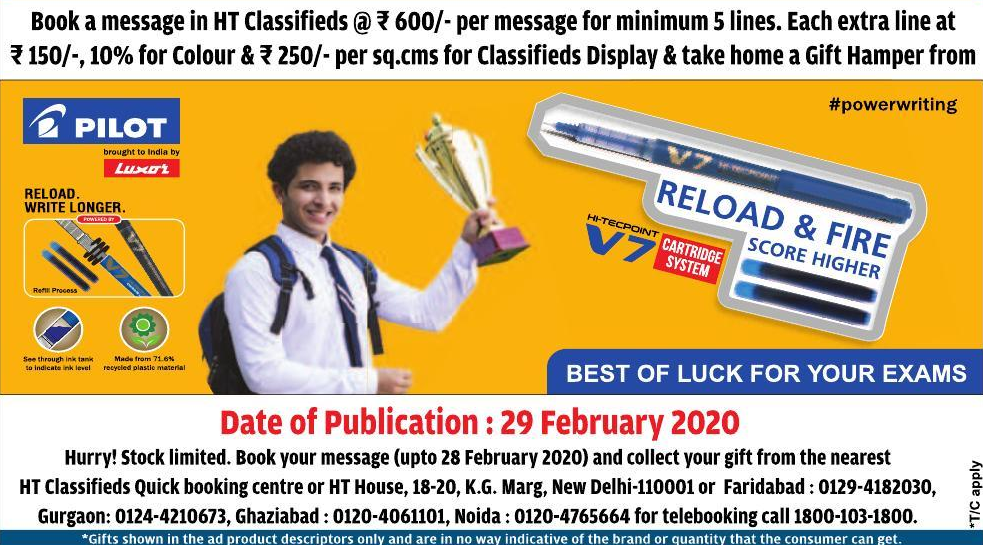 Book a message in HT Classifieds @ ₹ 600/- per message for minimum 5 lines. Each extra line at
₹ 150/-, 10% for Colour & ₹ 250/- per sq.cms for Classifieds Display & take home a Gift Hamper from
PILOT
brought to India by
Luxor
RELOAD.
WRITE LONGER.
POWERED BY
V7
Refill Process
See through ink tank
to indicate ink level
Made from 71.6%
recycled plastic material
#powerwriting
V7 HI-TECPOINT
RELOAD & FIRE
SCORE HIGHER
HI-TECPOINT
V7
CARTRIDGE
SYSTEM
BEST OF LUCK FOR YOUR EXAMS
Date of Publication : 29 February 2020
Hurry! Stock limited. Book your message (upto 28 February 2020) and collect your gift from the nearest
HT Classifieds Quick booking centre or HT House, 18-20, K.G. Marg, New Delhi-110001 or Faridabad : 0129-4182030,
Gurgaon: 0124-4210673, Ghaziabad : 0120-4061101, Noida : 0120-4765664 for telebooking call 1800-103-1800.
*T/C apply
*Gifts shown in the ad product descriptors only and are in no way indicative of the brand or quantity that the consumer can get.